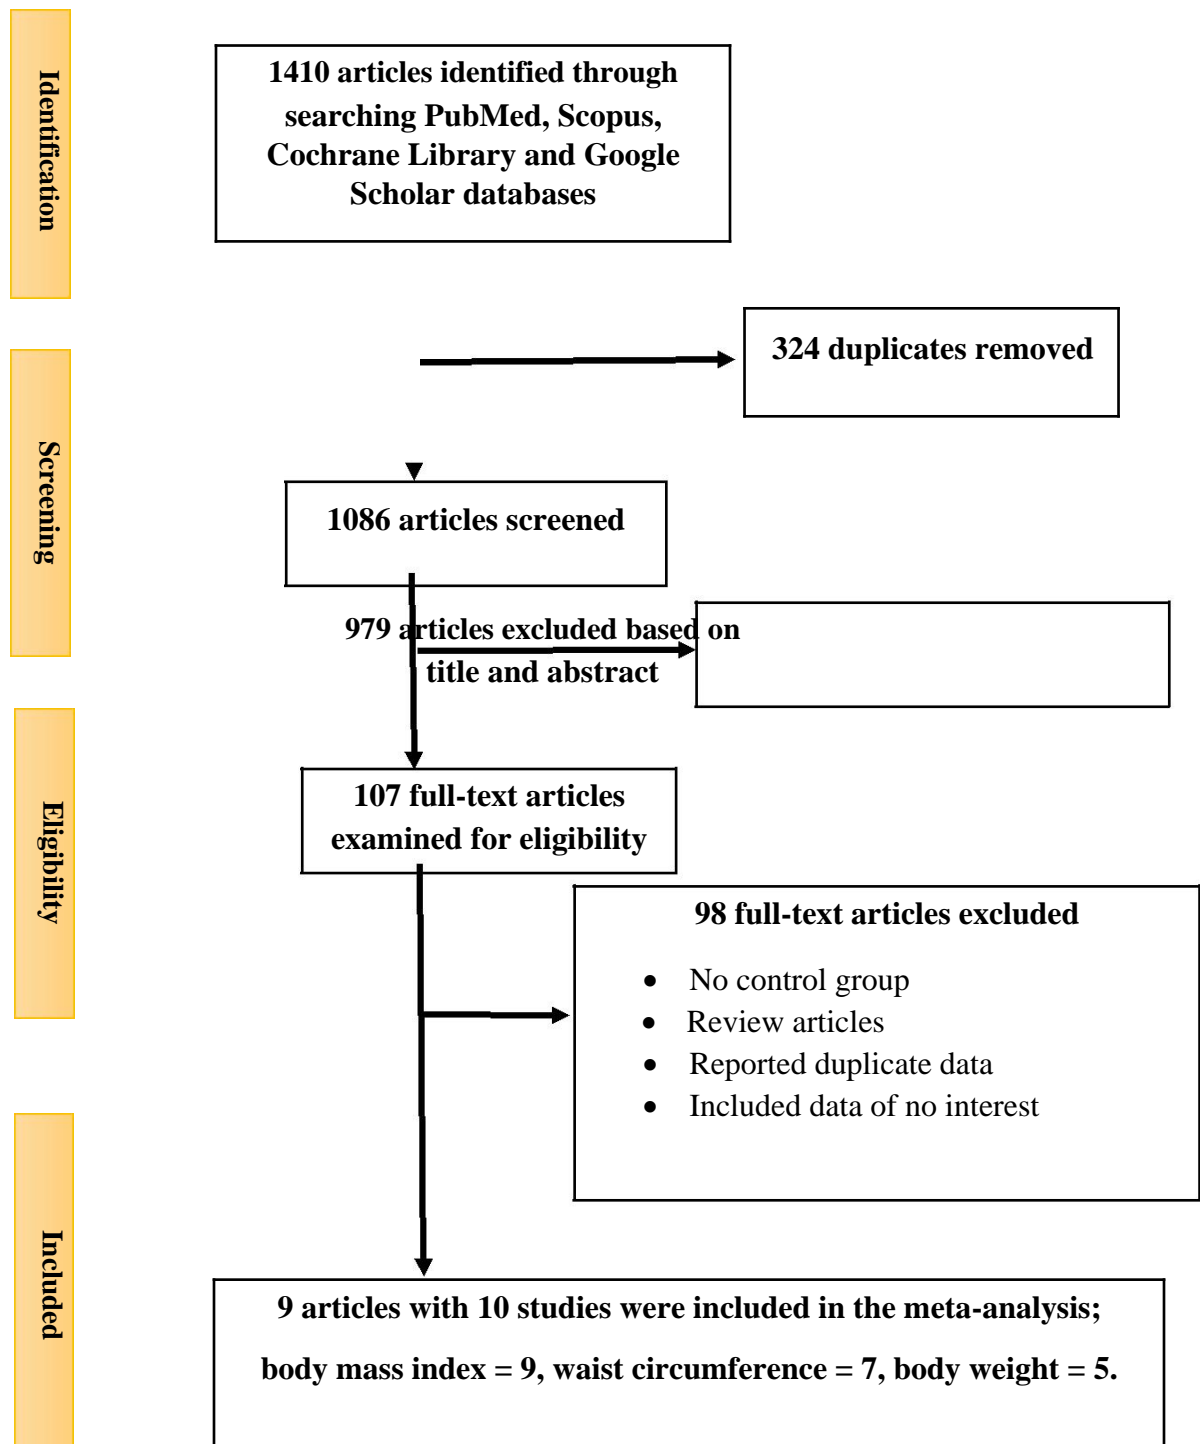 Identification
1410 articles identified through
searching PubMed, Scopus,
Cochrane Library and Google
Scholar databases
324 duplicates removed
Screening
1086 articles screened
979 articles excluded based on
title and abstract
Eligibility
107 full-text articles
examined for eligibility
98 full-text articles excluded
• No control group
• Review articles
• Reported duplicate data
• Included data of no interest
Included
9 articles with 10 studies were included in the meta-analysis;
body mass index = 9, waist circumference = 7, body weight = 5.